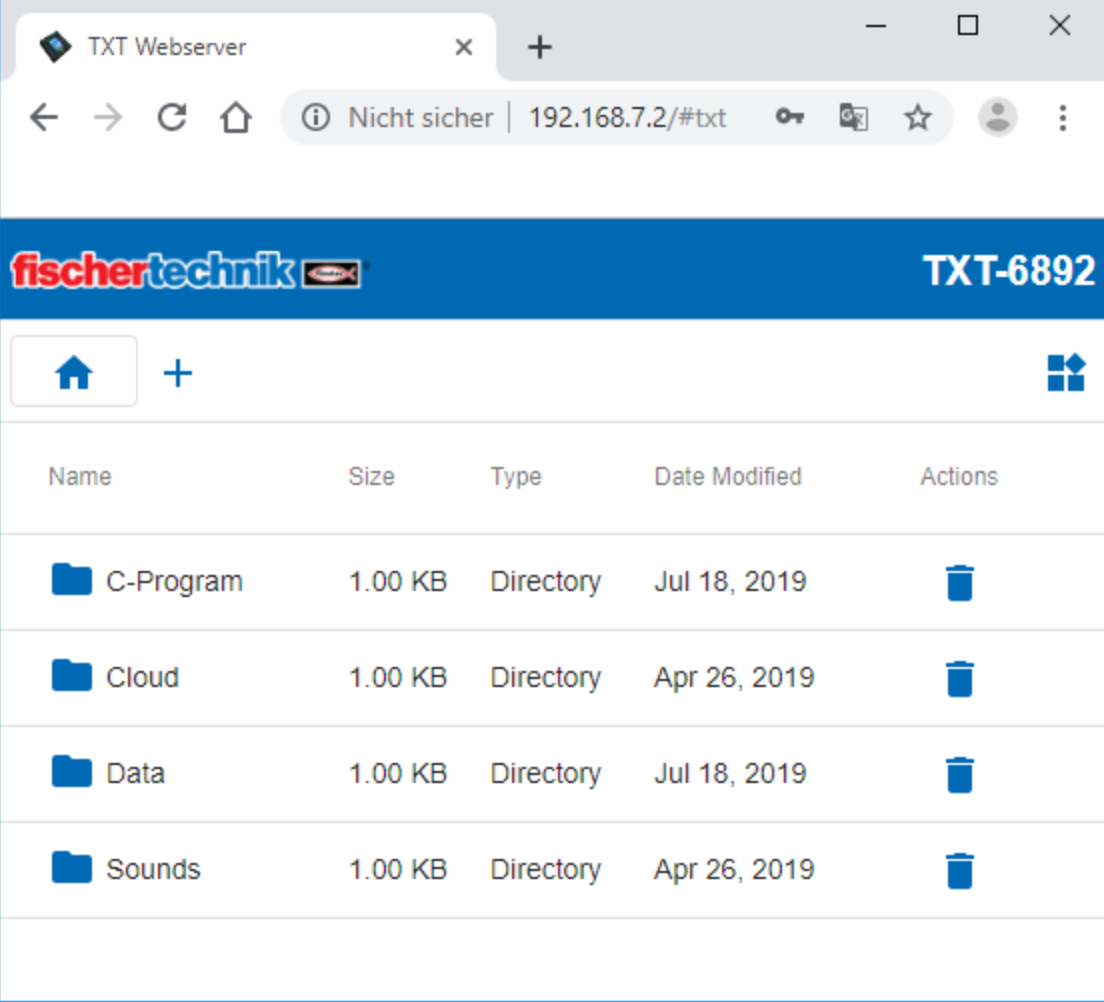 TXT Webserver
Nicht sicher | 192.168.7.2/#txt
fischertechnik
TXT-6892
Name Size Type Date Modified Actions
C-Program 1.00 KB Directory Jul 18, 2019
Cloud 1.00 KB Directory Apr 26, 2019
Data 1.00 KB Directory Jul 18, 2019
Sounds 1.00 KB Directory Apr 26, 2019